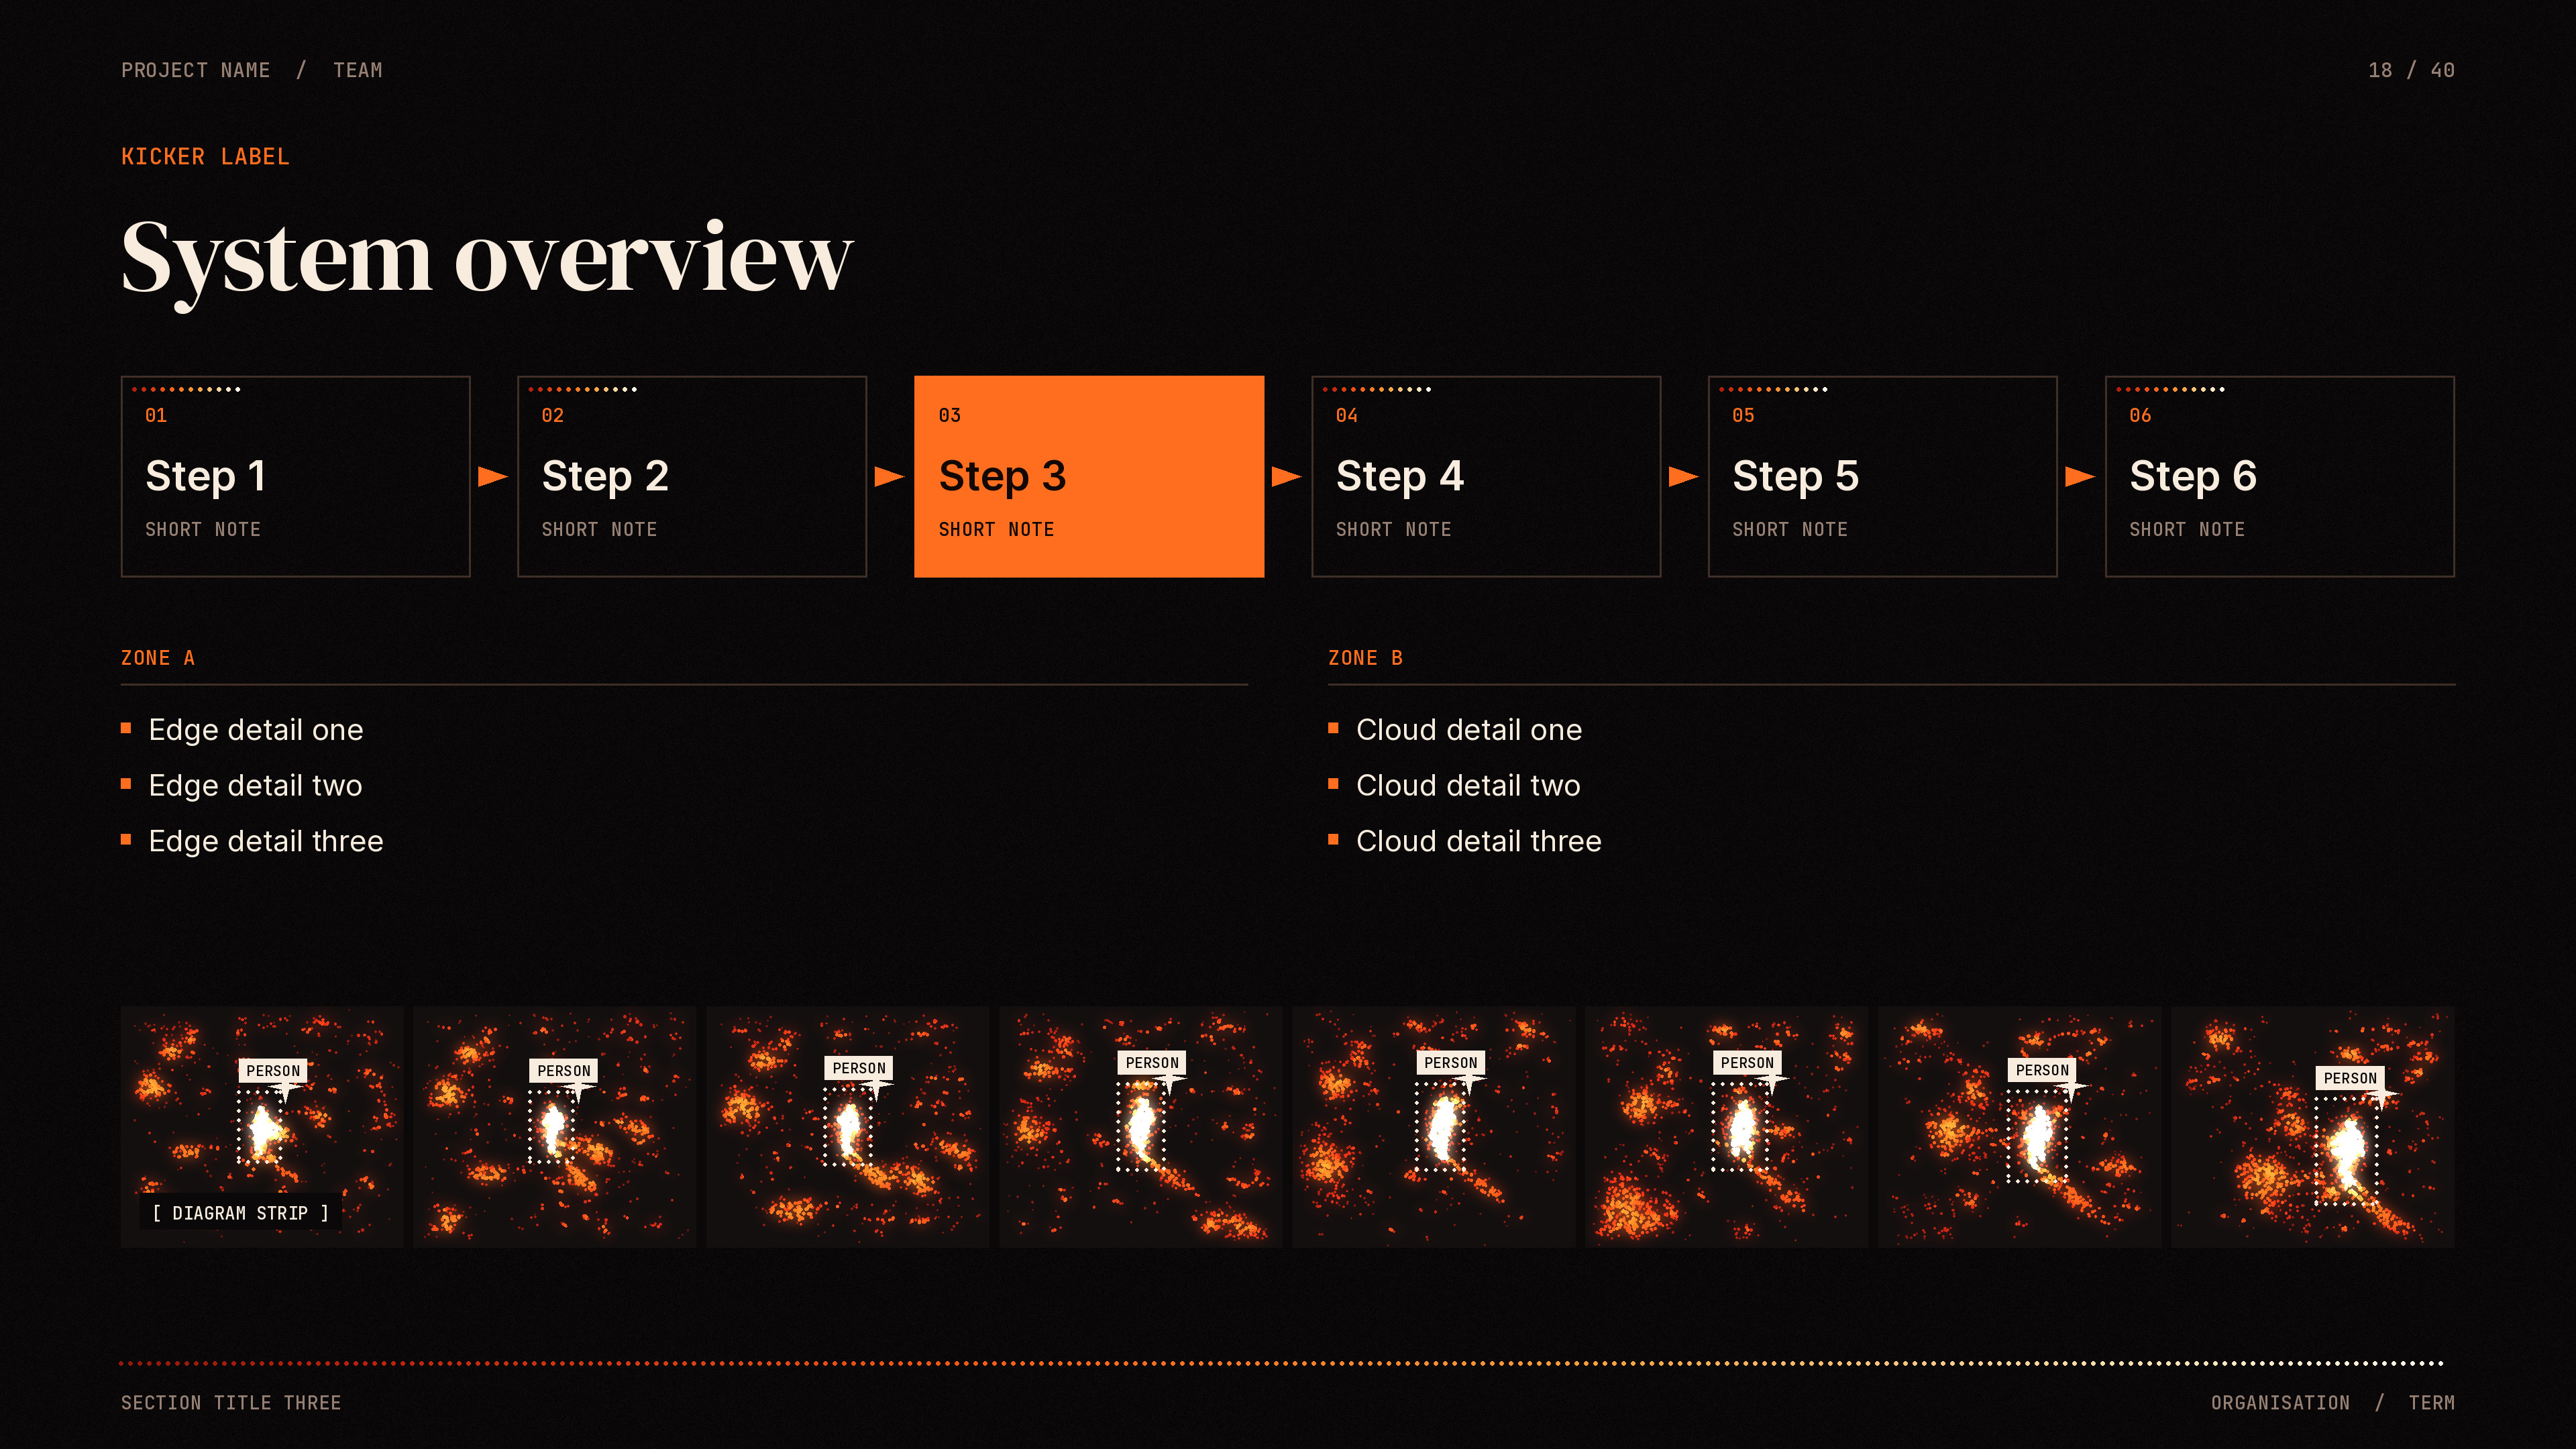 PROJECT NAME / TEAM
18 / 40
KICKER LABEL
System overview
01
Step 1
SHORT NOTE
02
Step 2
SHORT NOTE
03
Step 3
SHORT NOTE
04
Step 4
SHORT NOTE
05
Step 5
SHORT NOTE
06
Step 6
SHORT NOTE
ZONE A
Edge detail one
Edge detail two
Edge detail three
ZONE B
Cloud detail one
Cloud detail two
Cloud detail three
PERSON
PERSON
PERSON
PERSON
PERSON
PERSON
PERSON
PERSON
[ DIAGRAM STRIP ]
SECTION TITLE THREE
ORGANISATION / TERM